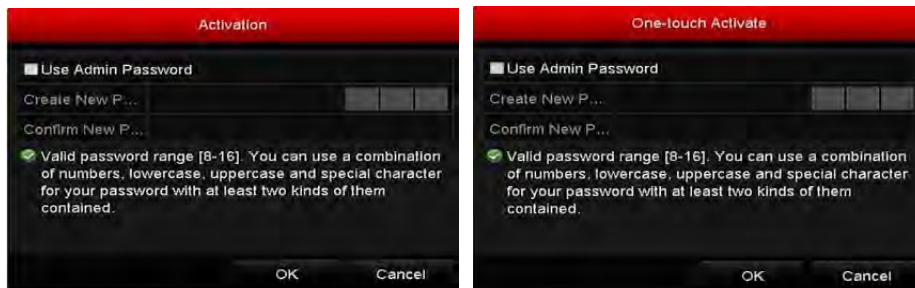 Activation
Use Admin Password
Create New P...
Confirm New P...
Valid password range [8-16]. You can use a combination
of numbers, lowercase, uppercase and special character
for your password with at least two kinds of them
contained.
OK Cancel
One-touch Activate
Use Admin Password
Create New P...
Confirm New P...
Valid password range [8-16]. You can use a combination
of numbers, lowercase, uppercase and special character
for your password with at least two kinds of them
contained.
OK Cancel